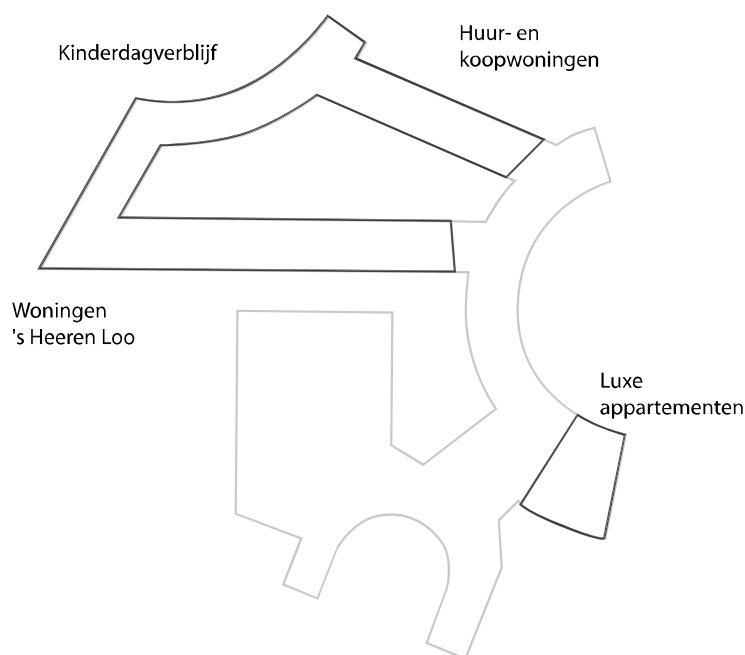 Kinderdagverblijf
Huur- en
koopwoningen
Woningen
's Heeren Loo
Luxe
appartementen